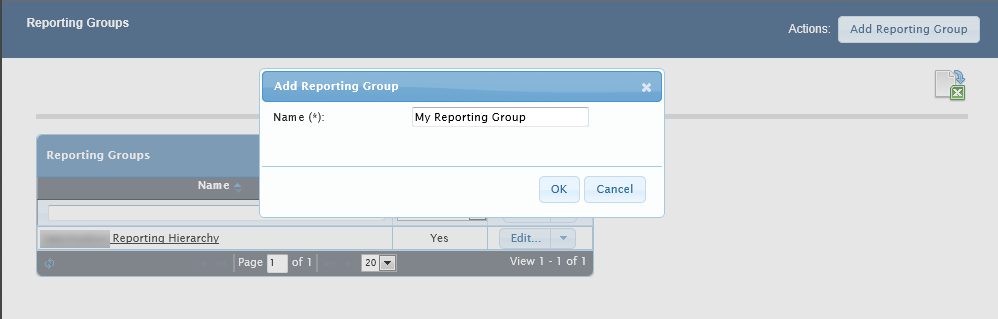 Reporting Groups
Actions: Add Reporting Group
Add Reporting Group
Name (*): My Reporting Group
OK Cancel
Reporting Groups
Name
Reporting Hierarchy Yes Edit...
Page 1 of 1 20 View 1 - 1 of 1